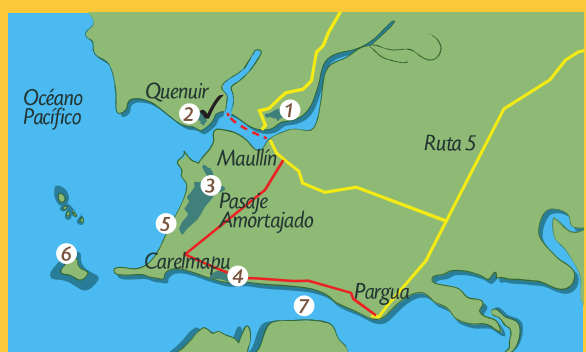 Quenuir
2
1
Océano
Pacífico
Ruta 5
Maullín
3
Pasaje
Amortajado
5
6
Carelmapu
4
Pargua
7